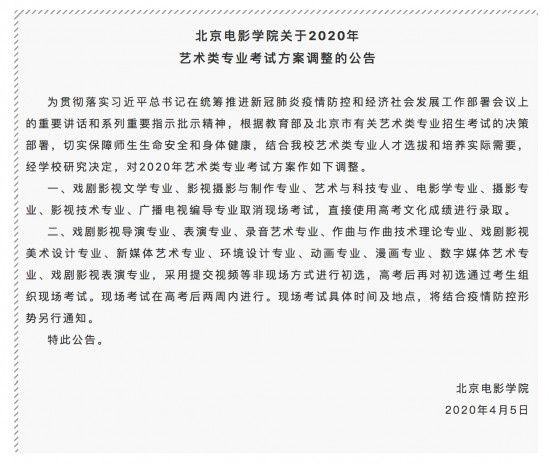 北京电影学院关于2020年
艺术类专业考试方案调整的公告
为贯彻落实习近平总书记在统筹推进新冠肺炎疫情防控和经济社会发展工作部署会议上
的重要讲话和系列重要指示批示精神，根据教育部及北京市有关艺术类专业招生考试的决策
部署，切实保障师生生命安全和身体健康，结合我校艺术类专业人才选拔和培养实际需要，
经学校研究决定，对2020年艺术类专业考试方案作如下调整。
一、戏剧影视文学专业、影视摄影与制作专业、艺术与科技专业、电影学专业、摄影专
业、影视技术专业、广播电视编导专业取消现场考试，直接使用高考文化成绩进行录取。
二、戏剧影视导演专业、表演专业、录音艺术专业、作曲与作曲技术理论专业、戏剧影视
美术设计专业、新媒体艺术专业、环境设计专业、动画专业、漫画专业、数字媒体艺术专
业、戏剧影视表演专业，采用提交视频等非现场方式进行初选，高考后再对初选通过考生组
织现场考试。现场考试在高考后两周内进行。现场考试具体时间及地点，将结合疫情防控形
势另行通知。
特此公告。
北京电影学院
2020年4月5日